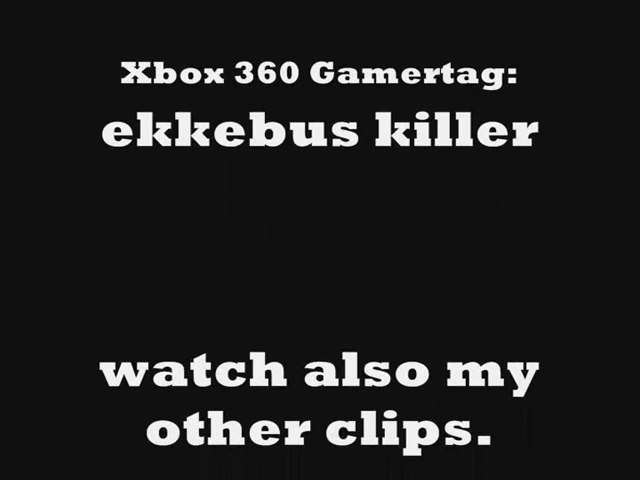 Xbox 360 Gamertag:
ekkebus killer
watch also my
other clips.